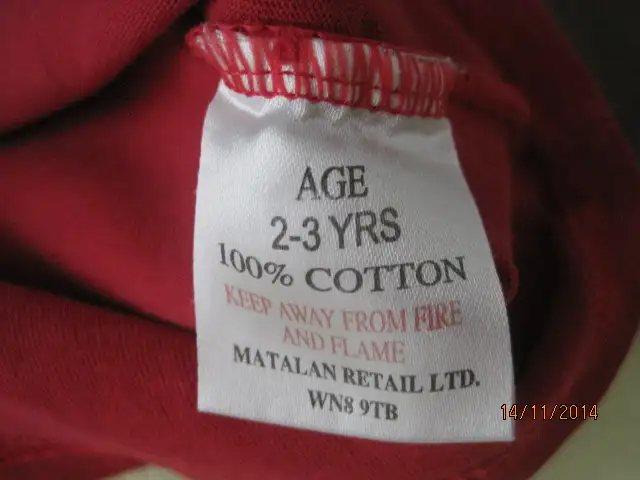 AGE
2-3 YRS
100% COTTON
KEEP AWAY FROM FIRE
AND FLAME
MATALAN RETAIL LTD.
WN8 9TB
14/11/2014